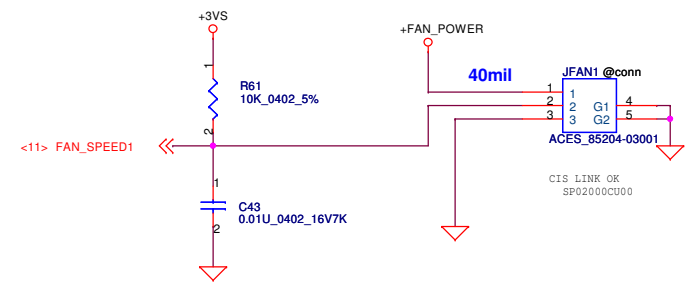 +3VS
+FAN_POWER
40mil
JFAN1 @conn
1
R61
10K_0402_5%
2
1 1
2 2 G1 4
3 3 G2 5
ACES_85204-03001
<11> FAN_SPEED1
CIS LINK OK
SP02000CU00
1
C43
0.01U_0402_16V7K
2